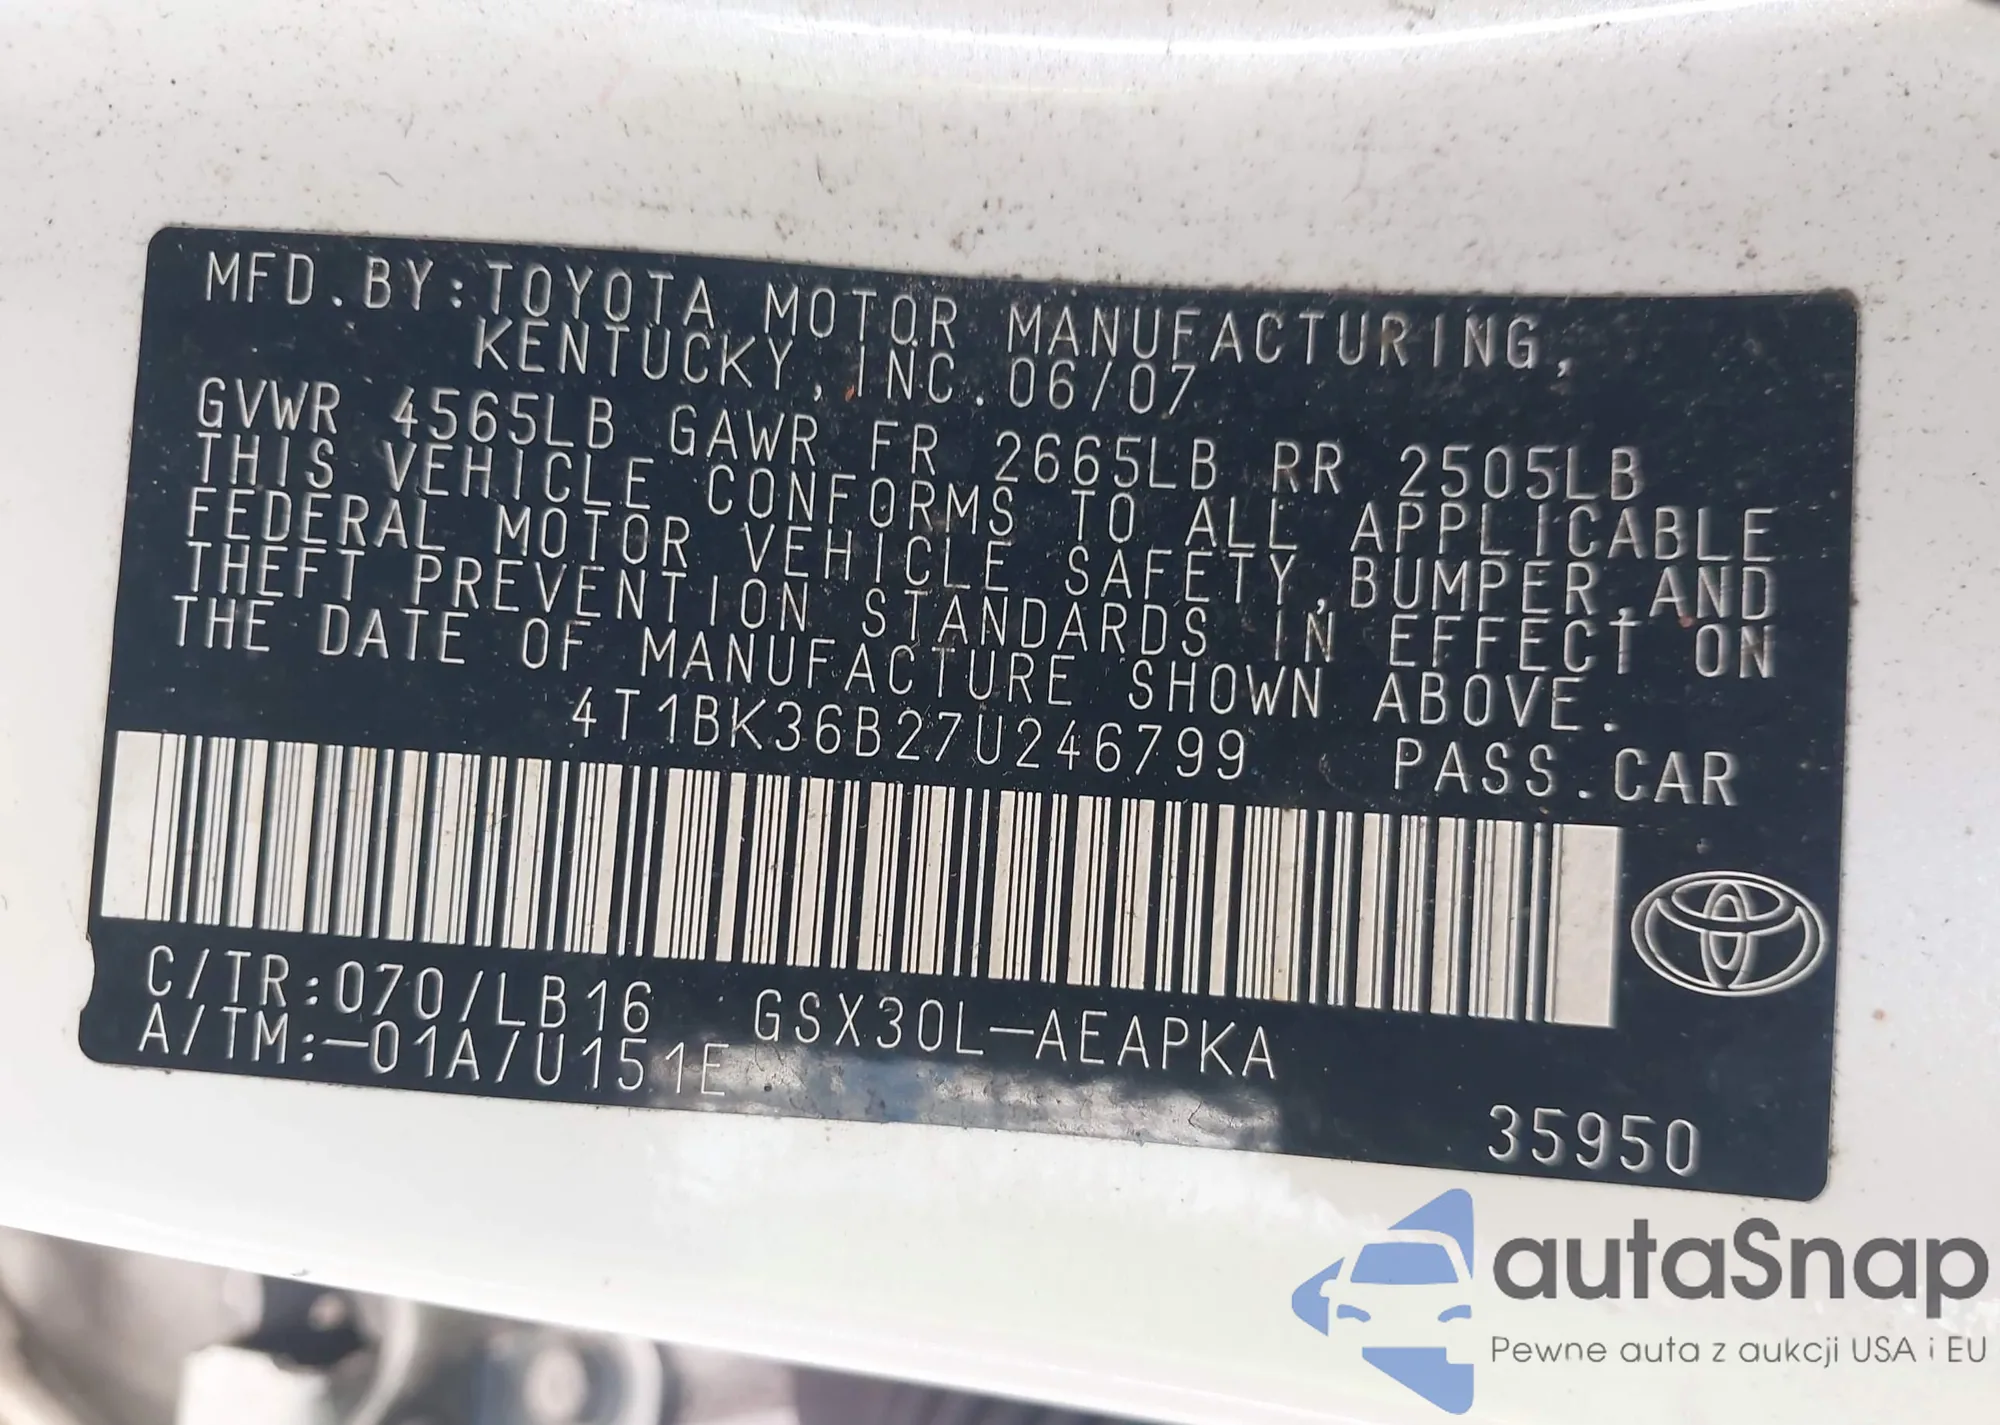 MFD.BY:TOYOTA MOTOR MANUFACTURING,
KENTUCKY,INC.06/07
GVWR 4565LB GAWR FR 2665LB RR 2505LB
THIS VEHICLE CONFORMS TO ALL APPLICABLE
FEDERAL MOTOR VEHICLE SAFETY,BUMPER,AND
THEFT PREVENTION STANDARDS IN EFFECT ON
THE DATE OF MANUFACTURE SHOWN ABOVE.
4T1BK36B27U246799 PASS.CAR
C/TR:070/LB16 GSX30L-AEAPKA
A/TM:-01A/U151E
35950
autaSnap
Pewne auta z aukcji USA i EU